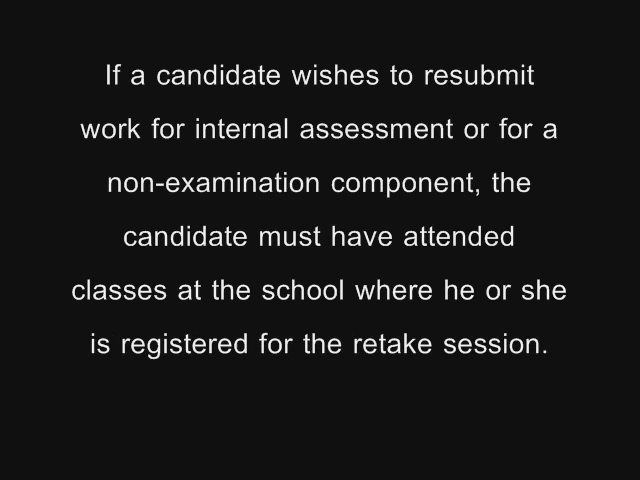 If a candidate wishes to resubmit
work for internal assessment or for a
non-examination component, the
candidate must have attended
classes at the school where he or she
is registered for the retake session.